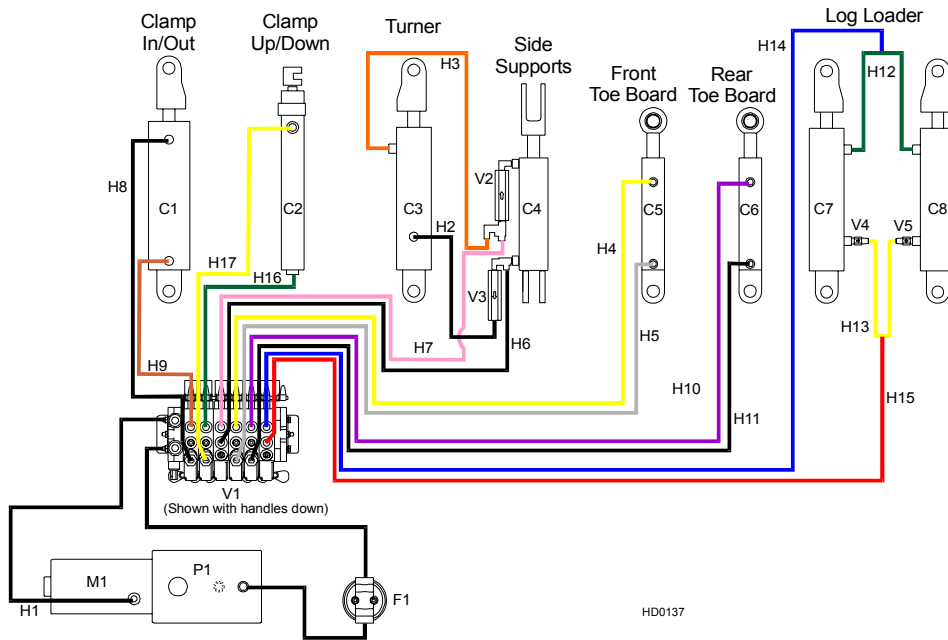 Clamp
In/Out
Clamp
Up/Down
Turner
Side
Supports
Front
Toe Board
Rear
Toe Board
Log Loader
H14
H3
H12
H8
V2
C1
C2
C3
C4
C5
C6
C7
C8
V4
V5
H2
H4
H17
H16
V3
H13
H5
H7
H6
H9
H10
H15
H11
V1
(Shown with handles down)
P1
M1
F1
H1
HD0137